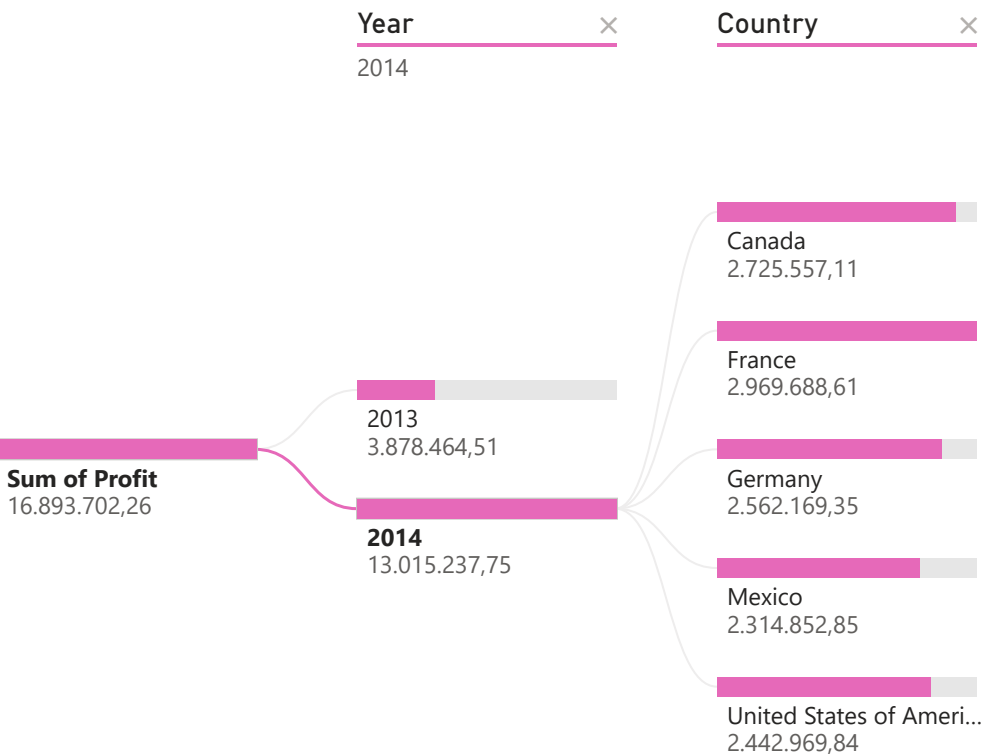 Year
2014
Country
Canada
2.725.557,11
France
2.969.688,61
2013
3.878.464,51
Sum of Profit
16.893.702,26
Germany
2.562.169,35
2014
13.015.237,75
Mexico
2.314.852,85
United States of Ameri...
2.442.969,84